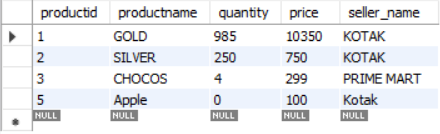 productid productname quantity price seller_name
1 GOLD 985 10350 KOTAK
2 SILVER 250 750 KOTAK
3 CHOCOS 4 299 PRIME MART
5 Apple 0 100 Kotak
NULL NULL NULL NULL NULL